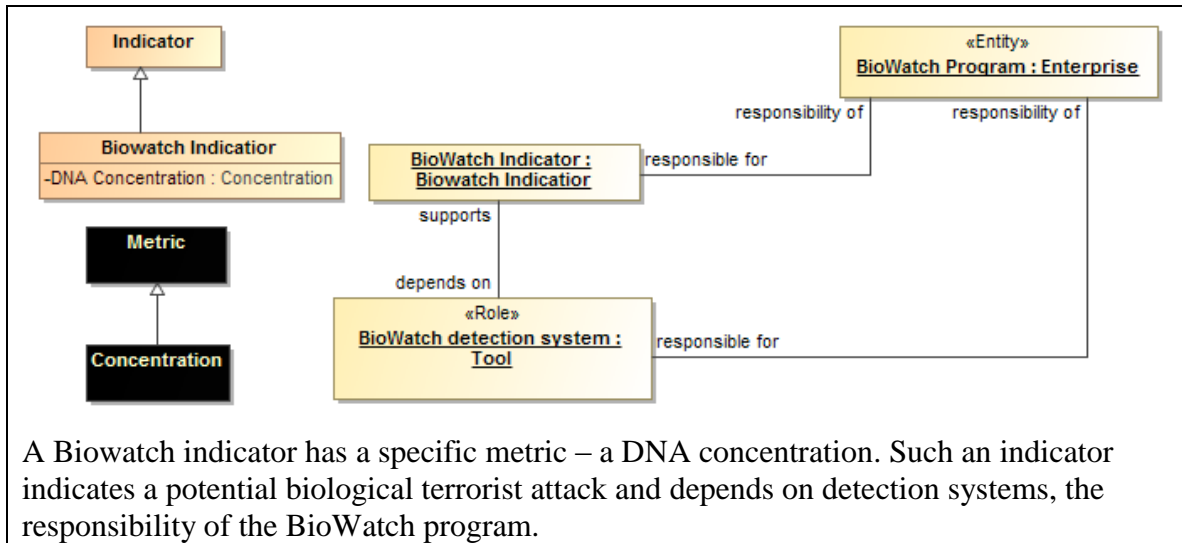 Indicator
Biowatch Indicatior
-DNA Concentration : Concentration
Metric
Concentration
«Entity»
BioWatch Program : Enterprise
responsibility of
responsibility of
BioWatch Indicator :
Biowatch Indicatior
responsible for
supports
depends on
«Role»
BioWatch detection system :
Tool
responsible for
A Biowatch indicator has a specific metric – a DNA concentration. Such an indicator
indicates a potential biological terrorist attack and depends on detection systems, the
responsibility of the BioWatch program.